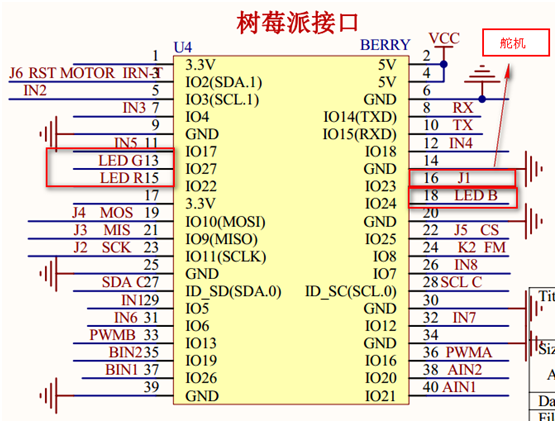 树莓派接口
舵机
U4
BERRY
VCC
1 3.3V 5V 2
J6 RST MOTOR IRN-T 3 IO2(SDA.1) 5V 4
IN2 5 IO3(SCL.1) GND 6
IN3 7 IO4 IO14(TXD) 8 RX
9 GND IO15(RXD) 10 TX
IN5 11 IO17 IO18 12 IN4
LED G 13 IO27 GND 14
LED R 15 IO22 IO23 16 J1
17 3.3V IO24 18 LED B
J4 MOS 19 IO10(MOSI) GND 20
J3 MIS 21 IO9(MISO) IO25 22 J5 CS
J2 SCK 23 IO11(SCLK) IO8 24 K2 FM
25 GND IO7 26 IN8
SDA C 27 ID_SD(SDA.0) ID_SC(SCL.0) 28 SCL C
IN1 29 IO5 GND 30
IN6 31 IO6 IO12 32 IN7
PWMB 33 IO13 GND 34
BIN2 35 IO19 IO16 36 PWMA
BIN1 37 IO26 IO20 38 AIN2
39 GND IO21 40 AIN1
Tit
Siz
A
Da